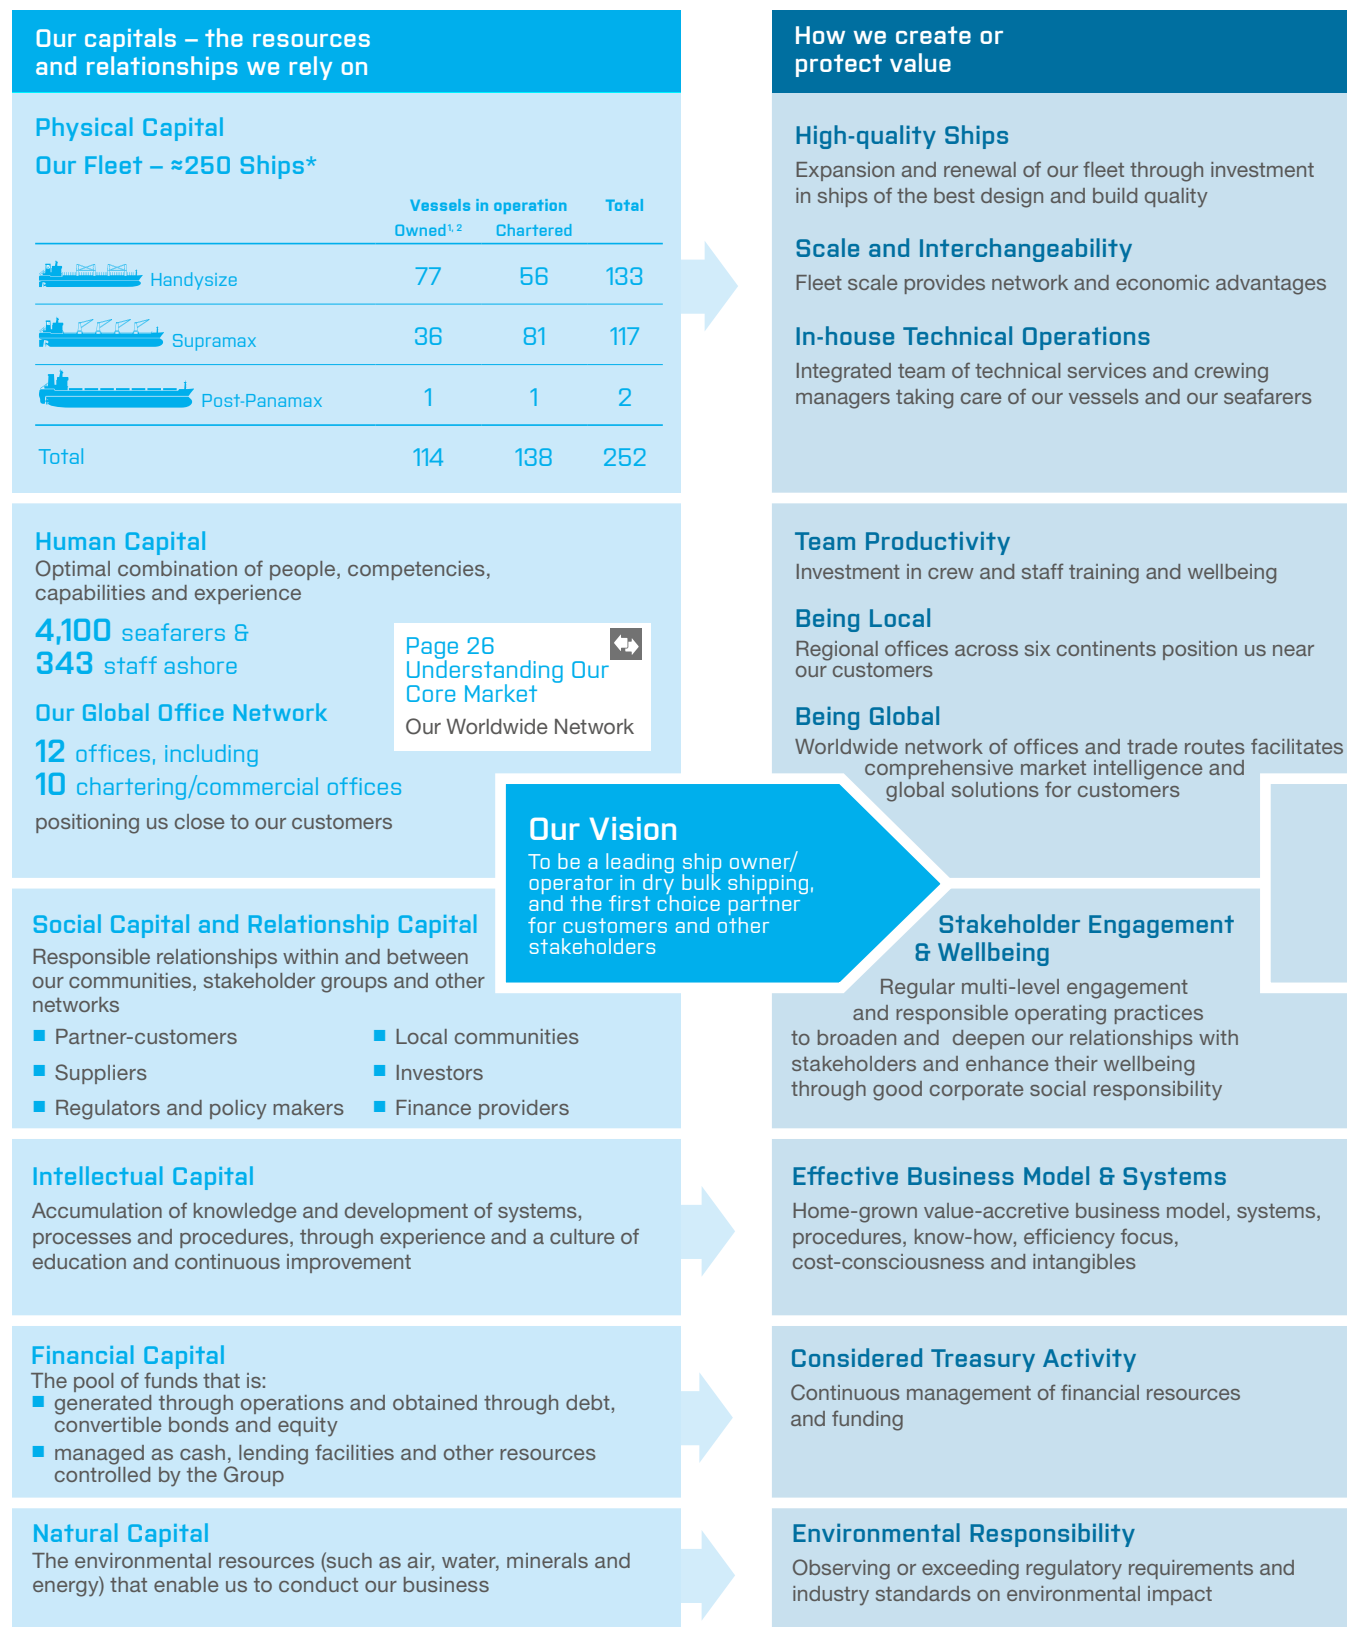 Our capitals – the resources
and relationships we rely on
Physical Capital
Our Fleet – ≈250 Ships*
Vessels in operation Total
Owned1, 2 Chartered
Handysize 77 56 133
Supramax 36 81 117
Post-Panamax 1 1 2
Total 114 138 252
Human Capital
Optimal combination of people, competencies,
capabilities and experience
4,100 seafarers &
343 staff ashore
Our Global Office Network
12 offices, including
10 chartering/commercial offices
positioning us close to our customers
Page 26
Understanding Our
Core Market
Our Worldwide Network
Social Capital and Relationship Capital
Responsible relationships within and between
our communities, stakeholder groups and other
networks
■ Partner-customers
■ Suppliers
■ Regulators and policy makers
■ Local communities
■ Investors
■ Finance providers
Intellectual Capital
Accumulation of knowledge and development of systems,
processes and procedures, through experience and a culture of
education and continuous improvement
Financial Capital
The pool of funds that is:
■ generated through operations and obtained through debt,
convertible bonds and equity
■ managed as cash, lending facilities and other resources
controlled by the Group
Natural Capital
The environmental resources (such as air, water, minerals and
energy) that enable us to conduct our business
Our Vision
To be a leading ship owner/
operator in dry bulk shipping,
and the first choice partner
for customers and other
stakeholders
How we create or
protect value
High-quality Ships
Expansion and renewal of our fleet through investment
in ships of the best design and build quality
Scale and Interchangeability
Fleet scale provides network and economic advantages
In-house Technical Operations
Integrated team of technical services and crewing
managers taking care of our vessels and our seafarers
Team Productivity
Investment in crew and staff training and wellbeing
Being Local
Regional offices across six continents position us near
our customers
Being Global
Worldwide network of offices and trade routes facilitates
comprehensive market intelligence and
global solutions for customers
Stakeholder Engagement
& Wellbeing
Regular multi-level engagement
and responsible operating practices
to broaden and deepen our relationships with
stakeholders and enhance their wellbeing
through good corporate social responsibility
Effective Business Model & Systems
Home-grown value-accretive business model, systems,
procedures, know-how, efficiency focus,
cost-consciousness and intangibles
Considered Treasury Activity
Continuous management of financial resources
and funding
Environmental Responsibility
Observing or exceeding regulatory requirements and
industry standards on environmental impact